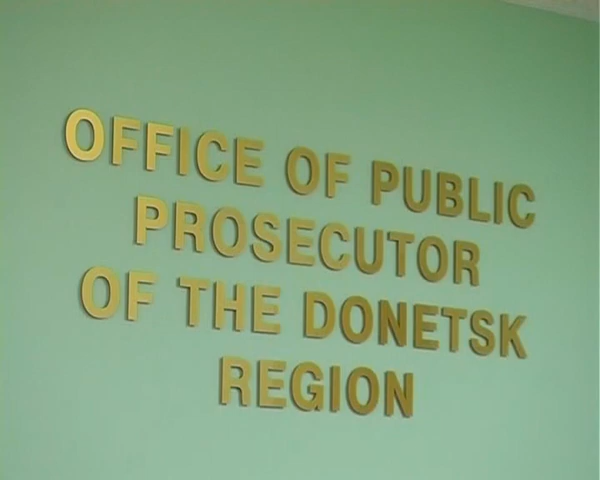 OFFICE OF PUBLIC
PROSECUTOR
OF THE DONETSK
REGION